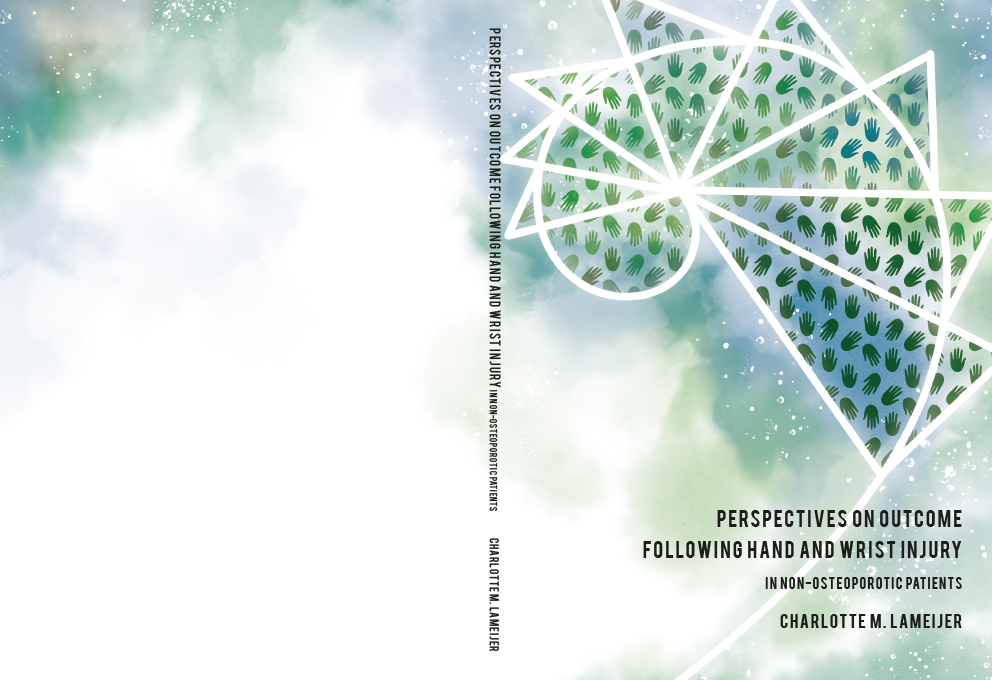 PERSPECTIVES ON OUTCOME FOLLOWING HAND AND WRIST INJURY IN NON-OSTEOPOROTIC PATIENTS CHARLOTTE M. LAMEIJER
PERSPECTIVES ON OUTCOME
FOLLOWING HAND AND WRIST INJURY
IN NON-OSTEOPOROTIC PATIENTS
CHARLOTTE M. LAMEIJER